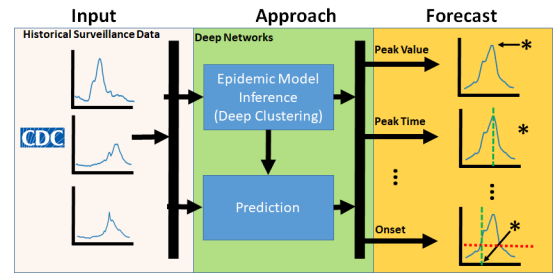 Input
Approach
Forecast
Historical Surveillance Data
Deep Networks
CDC
Epidemic Model
Inference
(Deep Clustering)
Prediction
Peak Value
*
Peak Time
*
Onset
*